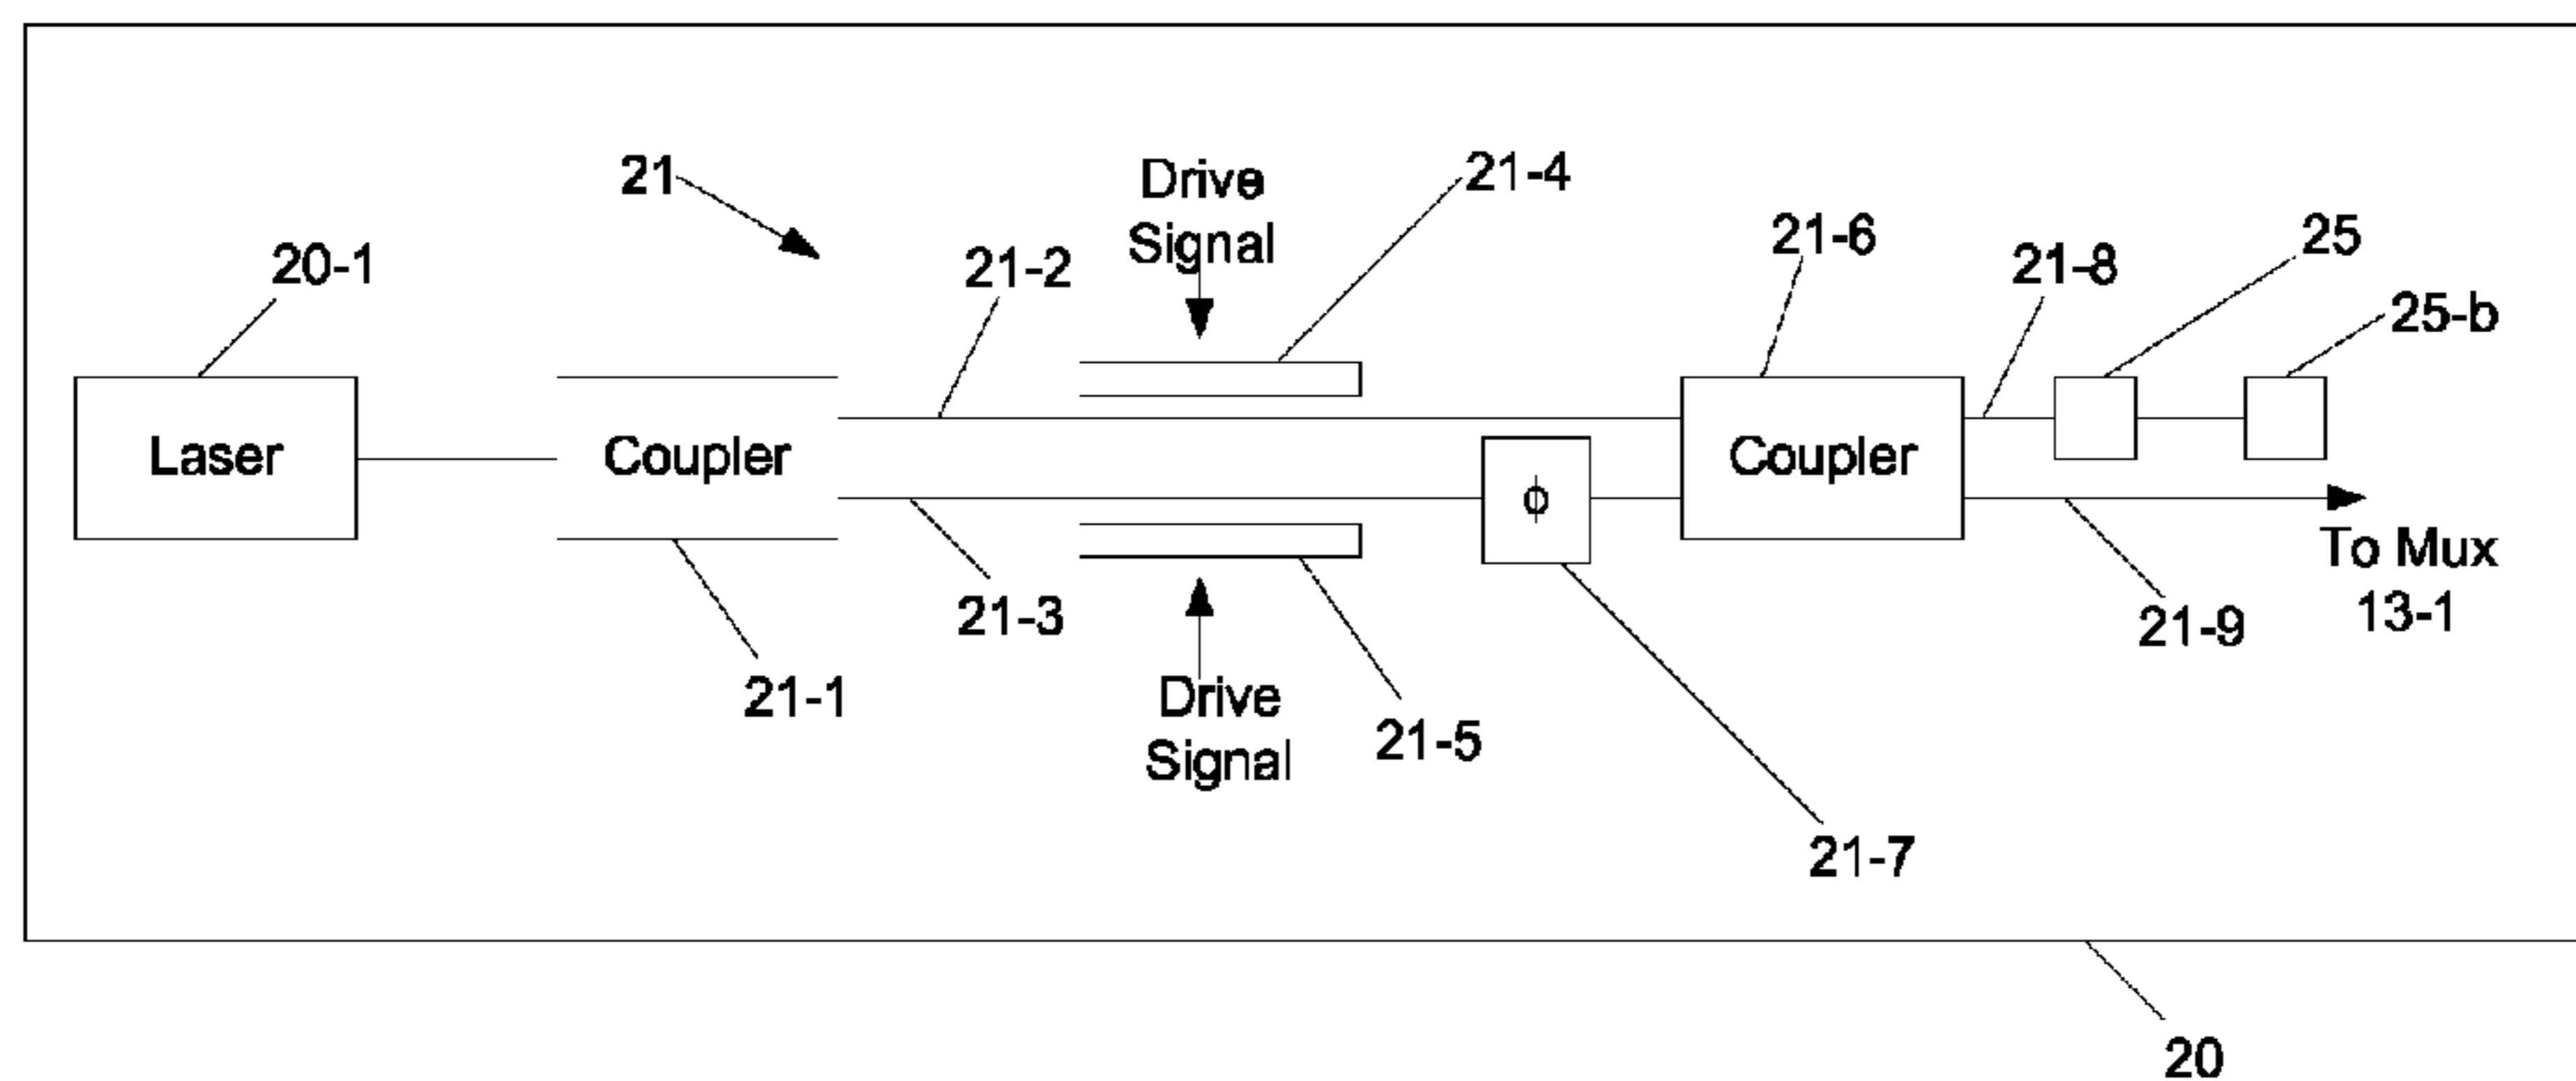 21
Drive
Signal
21-4
20-1
21-2
21-6
21-8
25
25-b
Laser
Coupler
Coupler
ϕ
To Mux
13-1
21-3
21-1
Drive
Signal
21-5
21-9
21-7
20